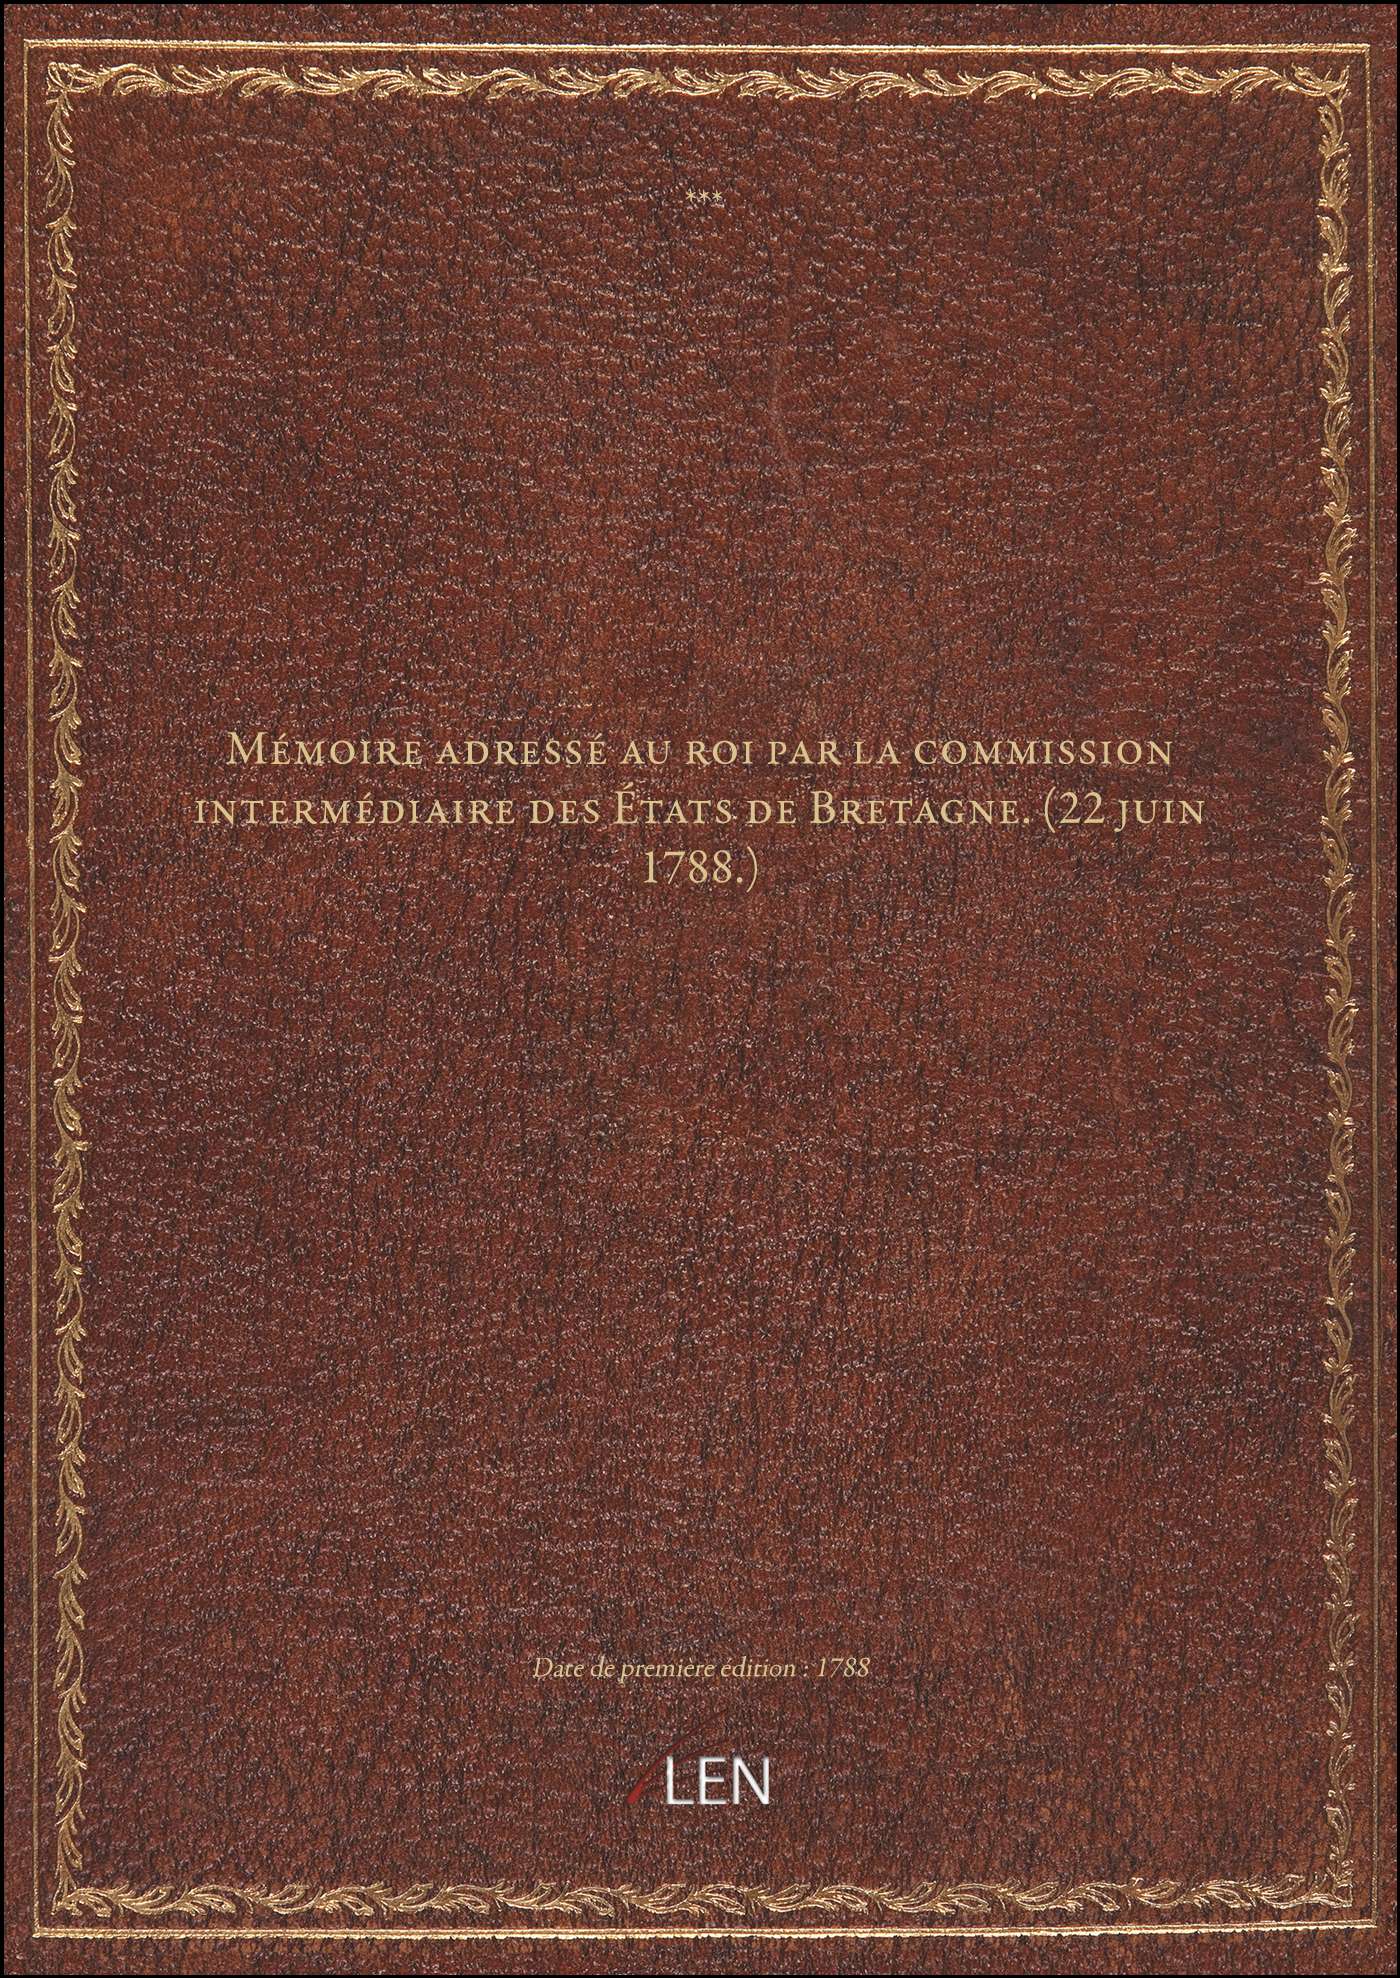 ***
Mémoire adressé au roi par la commission
intermédiaire des États de Bretagne. (22 juin
1788.)
Date de première édition : 1788
LEN